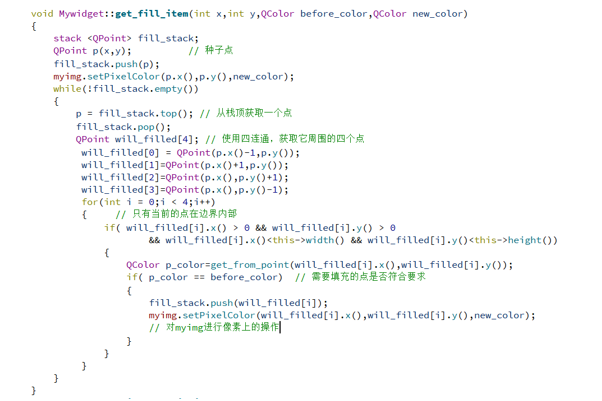 void Mywidget::get_fill_item(int x,int y,QColor before_color,QColor new_color)
{
stack <QPoint> fill_stack;
QPoint p(x,y); // 种子点
fill_stack.push(p);
myimg.setPixelColor(p.x(),p.y(),new_color);
while(!fill_stack.empty())
{
p = fill_stack.top(); // 从栈顶获取一个点
fill_stack.pop();
QPoint will_filled[4]; // 使用四连通，获取它周围的四个点
will_filled[0] = QPoint(p.x()-1,p.y());
will_filled[1]=QPoint(p.x()+1,p.y());
will_filled[2]=QPoint(p.x(),p.y()+1);
will_filled[3]=QPoint(p.x(),p.y()-1);
for(int i = 0;i < 4;i++)
{ // 只有当前的点在边界内部
if( will_filled[i].x() > 0 && will_filled[i].y() > 0
&& will_filled[i].x()<this->width() && will_filled[i].y()<this->height())
{
QColor p_color=get_from_point(will_filled[i].x(),will_filled[i].y());
if( p_color == before_color) // 需要填充的点是否符合要求
{
fill_stack.push(will_filled[i]);
myimg.setPixelColor(will_filled[i].x(),will_filled[i].y(),new_color);
// 对myimg进行像素上的操作
}
}
}
}
}